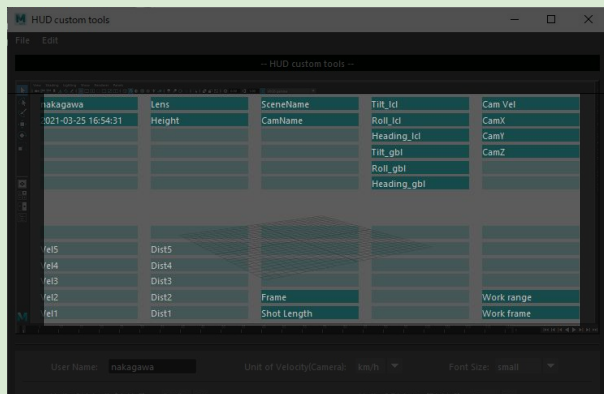 HUD custom tools
File Edit
-- HUD custom tools --
nakagawa Lens SceneName Tilt_lcl Cam Vel
2021-03-25 16:54:31 Height CamName Roll_lcl CamX
Heading_lcl CamY
Tilt_gbl CamZ
Roll_gbl
Heading_gbl
Vel5 Dist5
Vel4 Dist4
Vel3 Dist3
Vel2 Dist2 Frame Work range
Vel1 Dist1 Shot Length Work frame
User Name: nakagawa Unit of Velocity(Camera): km/h Font Size: small